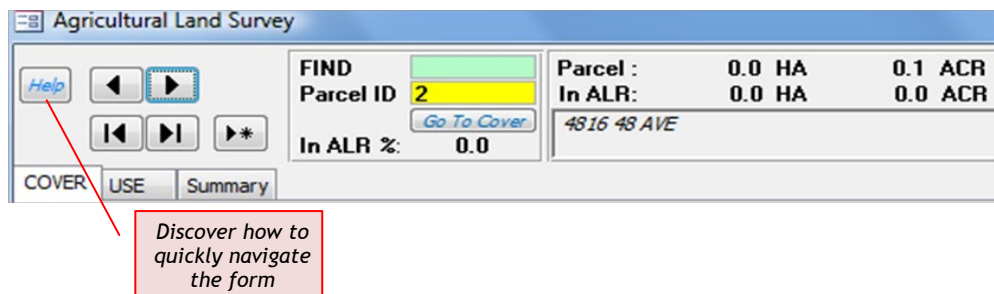 Agricultural Land Survey
Help
FIND
Parcel ID 2
Go To Cover
In ALR %: 0.0
Parcel : 0.0 HA 0.1 ACR
In ALR: 0.0 HA 0.0 ACR
4816 48 AVE
COVER USE Summary
Discover how to
quickly navigate
the form